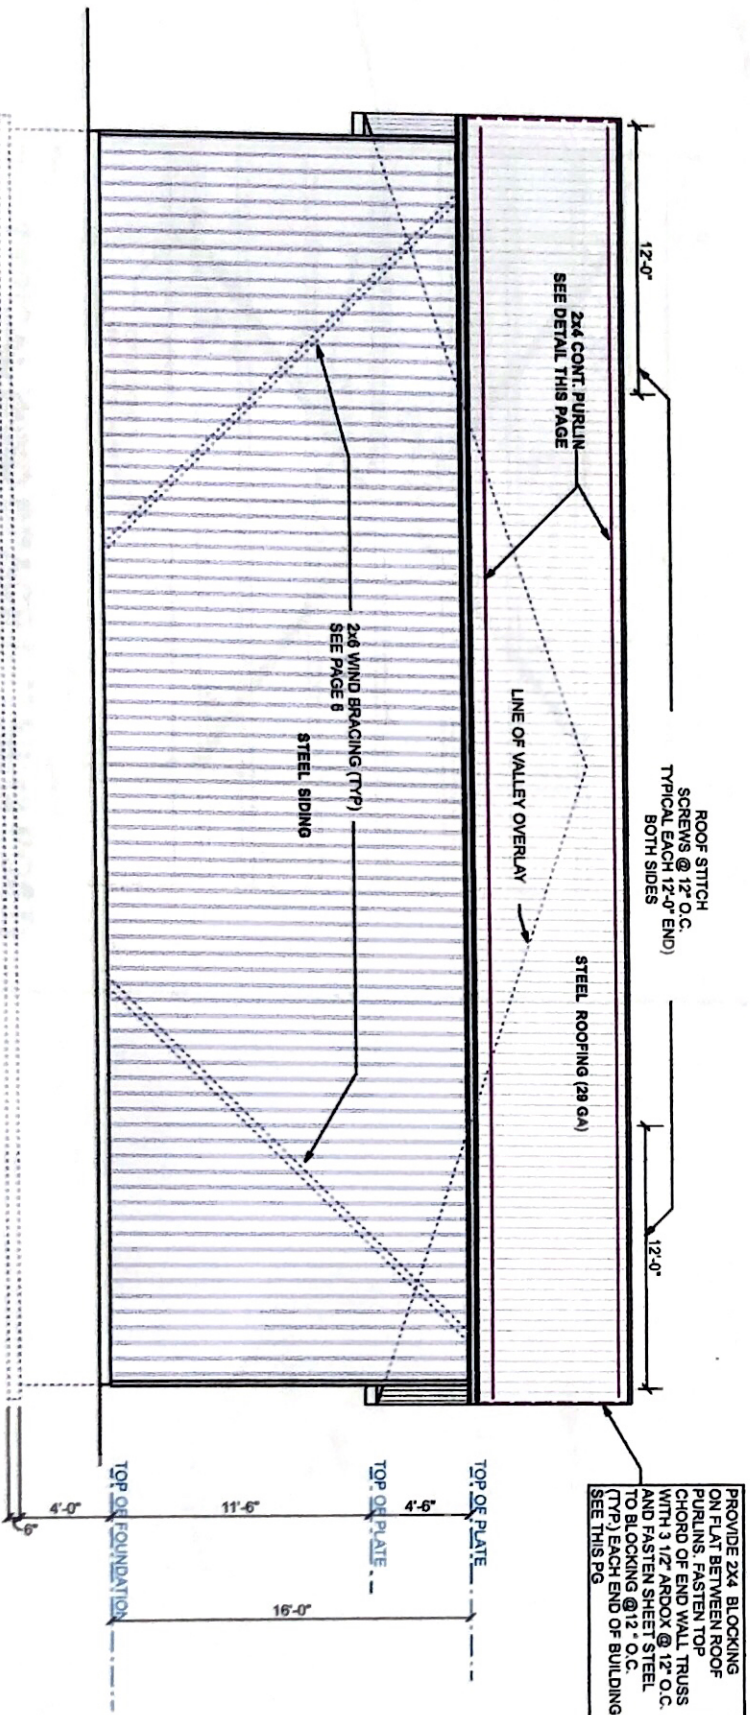 ROOF STITCH
SCREWS @ 12" O.C.
TYPICAL EACH 12'-0" END)
BOTH SIDES
PROVIDE 2X4 BLOCKING
ON FLAT BETWEEN ROOF
PURLINS. FASTEN TOP
CHORD OF END WALL TRUSS
WITH 3 1/2" ARDOX @ 12" O.C.
AND FASTEN SHEET STEEL
TO BLOCKING @12 " O.C.
(TYP.) EACH END OF BUILDING
SEE THIS PG
12'-0"
12'-0"
2x4 CONT. PURLIN
SEE DETAIL THIS PAGE
STEEL ROOFING (29 GA)
LINE OF VALLEY OVERLAY
2x6 WIND BRACING (TYP)
SEE PAGE 6
STEEL SIDING
TOP OF PLATE
4'-6"
TOP OF PLATE
16'-0"
11'-6"
TOP OF FOUNDATION
4'-0"
6"